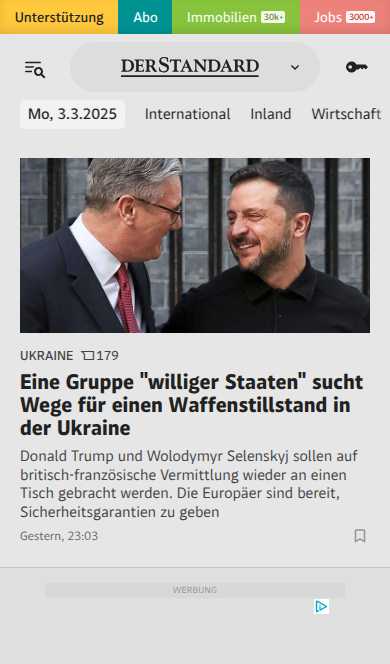 Unterstützung Abo Immobilien 30k+ Jobs 3000+
DERSTANDARD
Mo, 3.3.2025 International Inland Wirtschaft
UKRAINE 179
Eine Gruppe "williger Staaten" sucht
Wege für einen Waffenstillstand in
der Ukraine
Donald Trump und Wolodymyr Selenskyj sollen auf
britisch-französische Vermittlung wieder an einen
Tisch gebracht werden. Die Europäer sind bereit,
Sicherheitsgarantien zu geben
Gestern, 23:03
WERBUNG